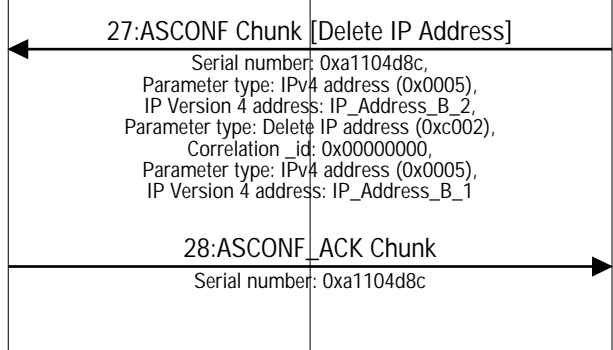 27:ASCONF Chunk [Delete IP Address]
Serial number: 0xa1104d8c,
Parameter type: IPv4 address (0x0005),
IP Version 4 address: IP_Address_B_2,
Parameter type: Delete IP address (0xc002),
Correlation _id: 0x00000000,
Parameter type: IPv4 address (0x0005),
IP Version 4 address: IP_Address_B_1
28:ASCONF_ACK Chunk
Serial number: 0xa1104d8c